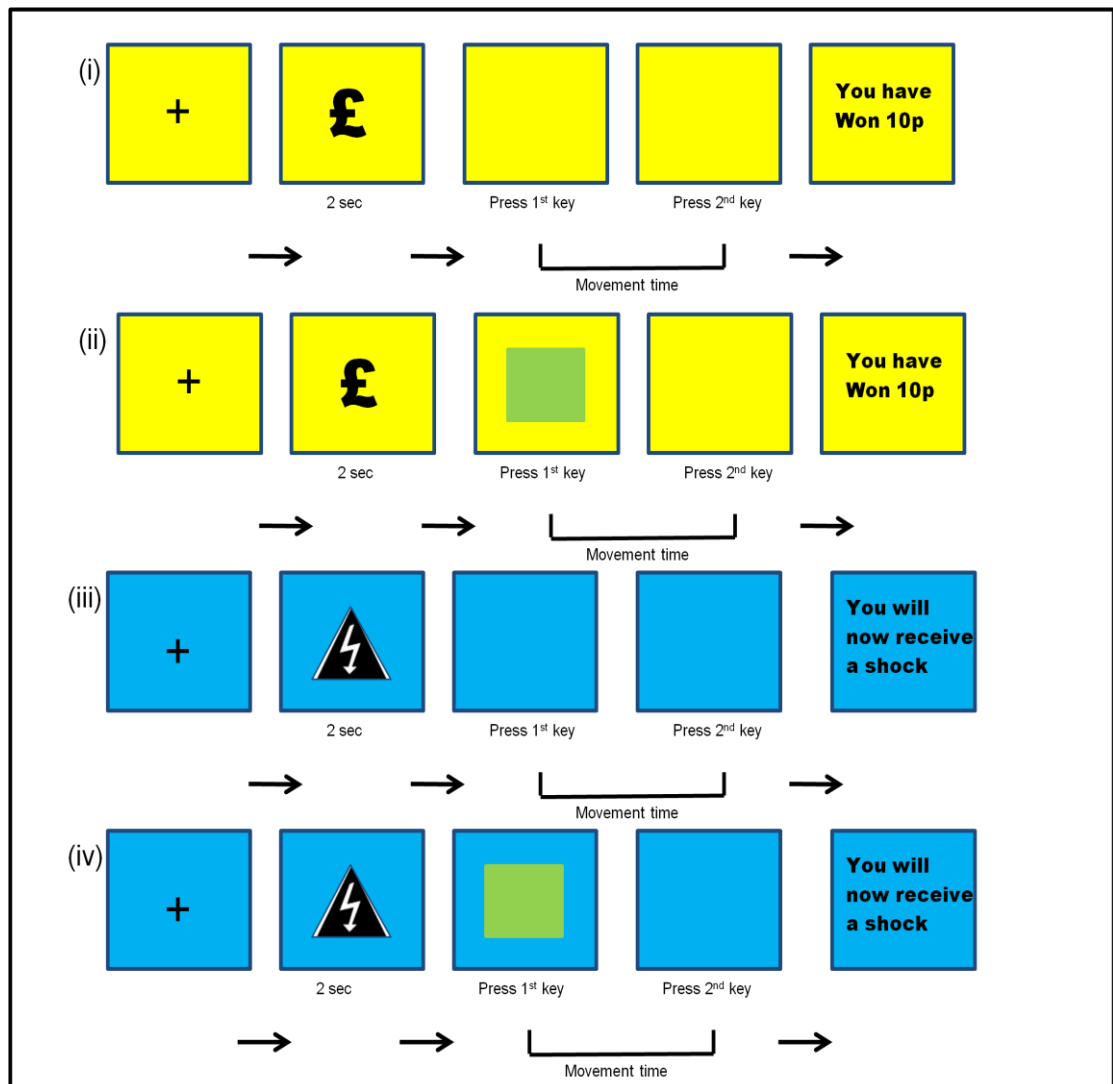 (i)
+
£
You have
Won 10p
2 sec
Press 1st key
Press 2nd key
Movement time
(ii)
+
£
You have
Won 10p
2 sec
Press 1st key
Press 2nd key
Movement time
(iii)
+
You will
now receive
a shock
2 sec
Press 1st key
Press 2nd key
Movement time
(iv)
+
You will
now receive
a shock
2 sec
Press 1st key
Press 2nd key
Movement time